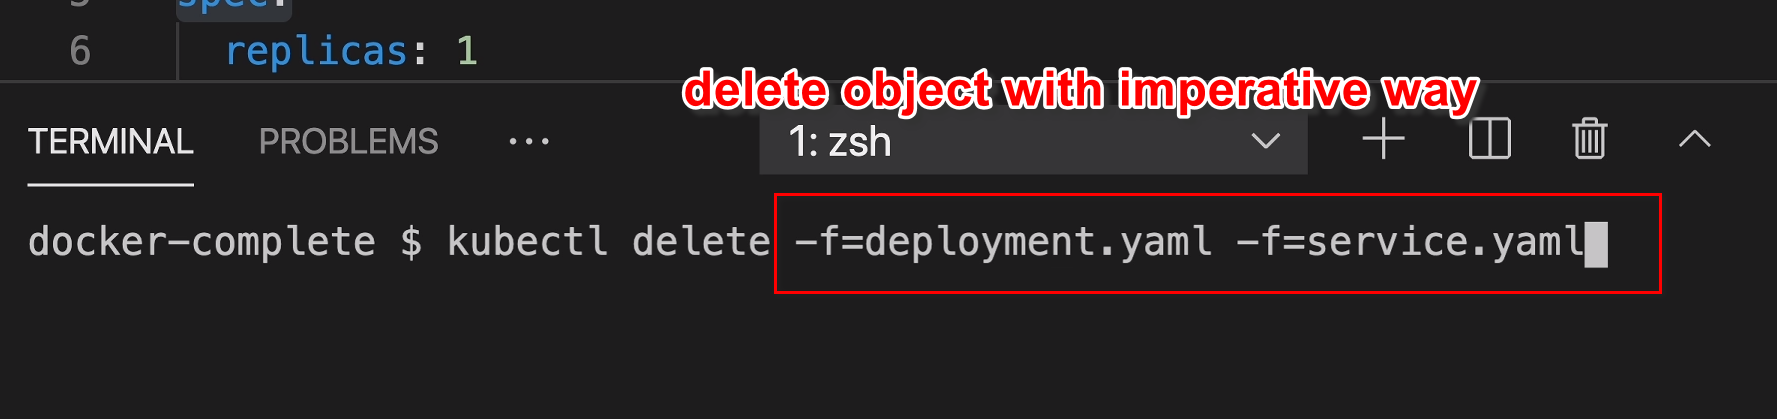 5 spec:
6 replicas: 1
delete object with imperative way
TERMINAL PROBLEMS ··· 1: zsh
docker-complete $ kubectl delete -f=deployment.yaml -f=service.yaml